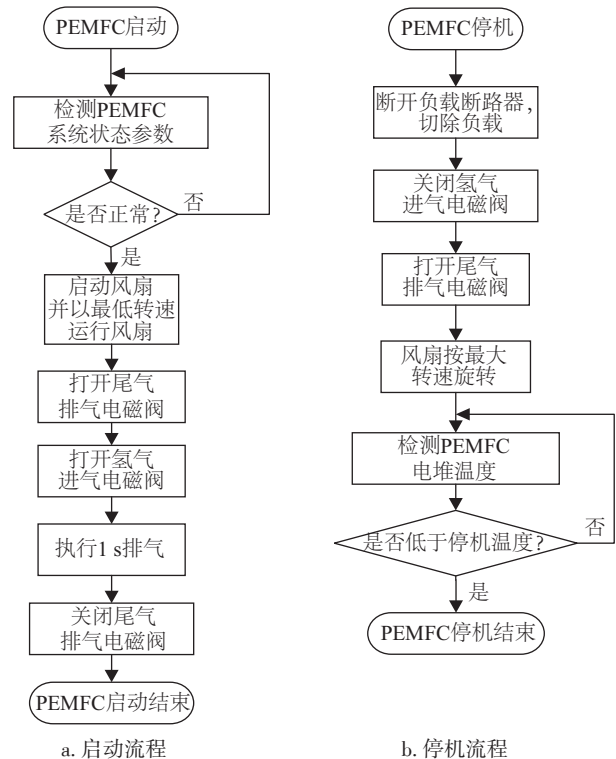 PEMFC启动
检测PEMFC
系统状态参数
是否正常?
否
是
启动风扇
并以最低转速
运行风扇
打开尾气
排气电磁阀
打开氢气
进气电磁阀
执行1 s排气
关闭尾气
排气电磁阀
PEMFC启动结束
a. 启动流程
PEMFC停机
断开负载断路器，
切除负载
关闭氢气
进气电磁阀
打开尾气
排气电磁阀
风扇按最大
转速旋转
检测PEMFC
电堆温度
是否低于停机温度?
否
是
PEMFC停机结束
b. 停机流程